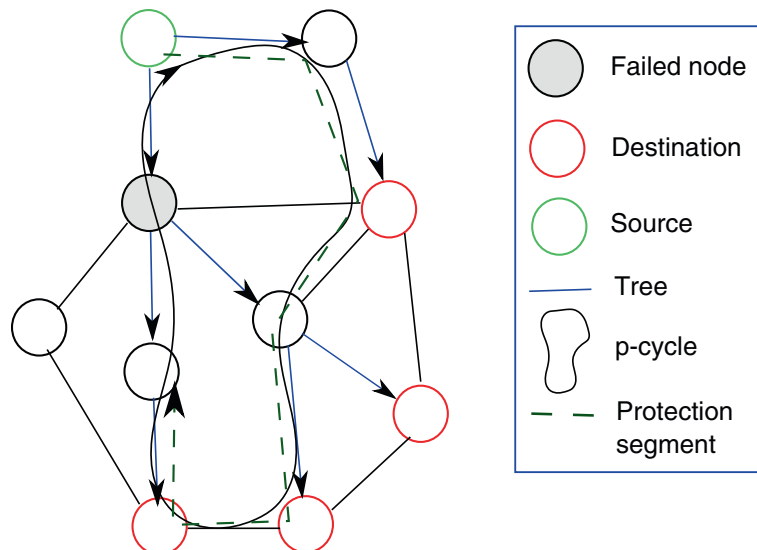 Failed node
Destination
Source
Tree
p-cycle
Protection
segment